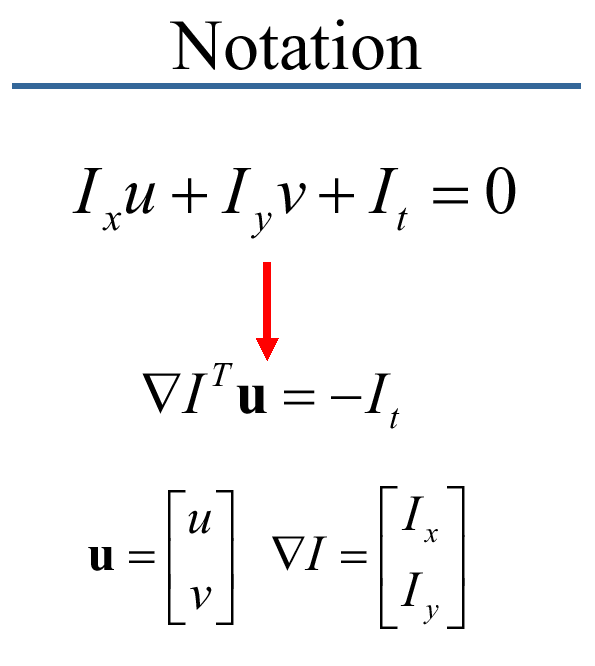 Notation
I_x u + I_y v + I_t = 0
∇I^T 𝐮 = −I_t
𝐮 = [u v] ∇I = [I_x I_y]